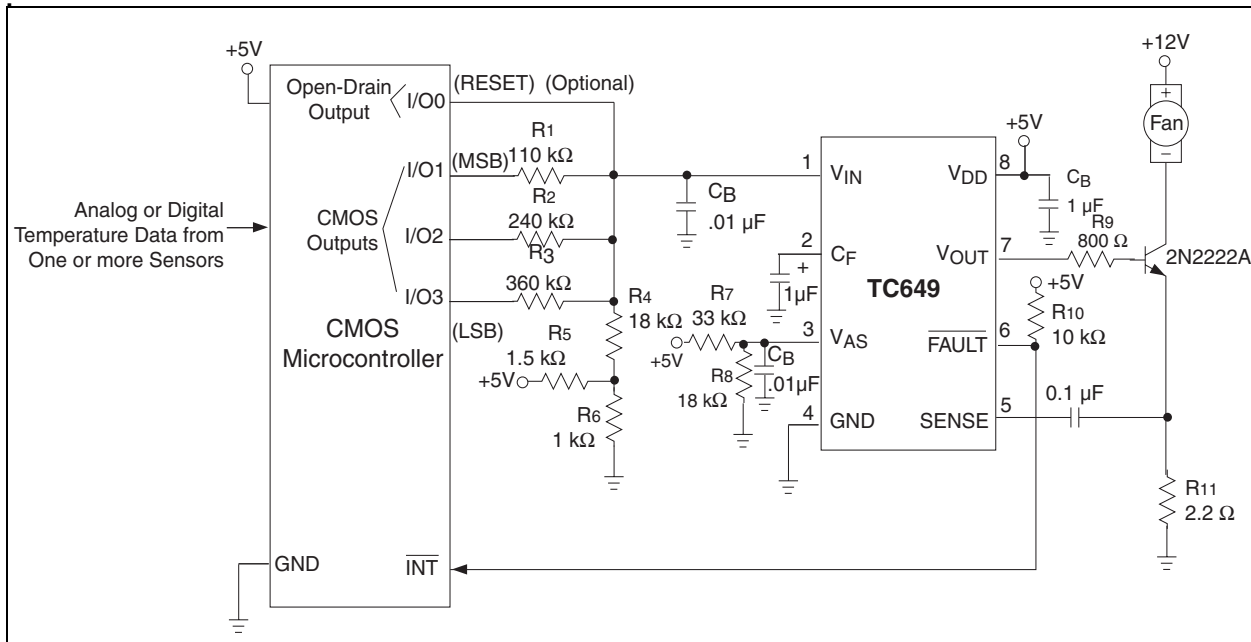 +5V
Open-Drain
Output
I/O0
(RESET) (Optional)
R1
110 kΩ
I/O1
(MSB)
R2
240 kΩ
CMOS
Outputs
I/O2
R3
360 kΩ
I/O3
(LSB)
Analog or Digital
Temperature Data from
One or more Sensors
CMOS
Microcontroller
R4
18 kΩ
R5
1.5 kΩ
+5V
R6
1 kΩ
GND
INT
CB
.01 µF
1
VIN
2
CF
+
1µF
R7
33 kΩ
3
VAS
+5V
R8
18 kΩ
CB
.01µF
4
GND
TC649
+5V
8
VDD
CB
1 µF
7
VOUT
R9
800 Ω
+5V
R10
10 kΩ
6
FAULT
5
SENSE
0.1 µF
+12V
+
Fan
–
2N2222A
R11
2.2 Ω